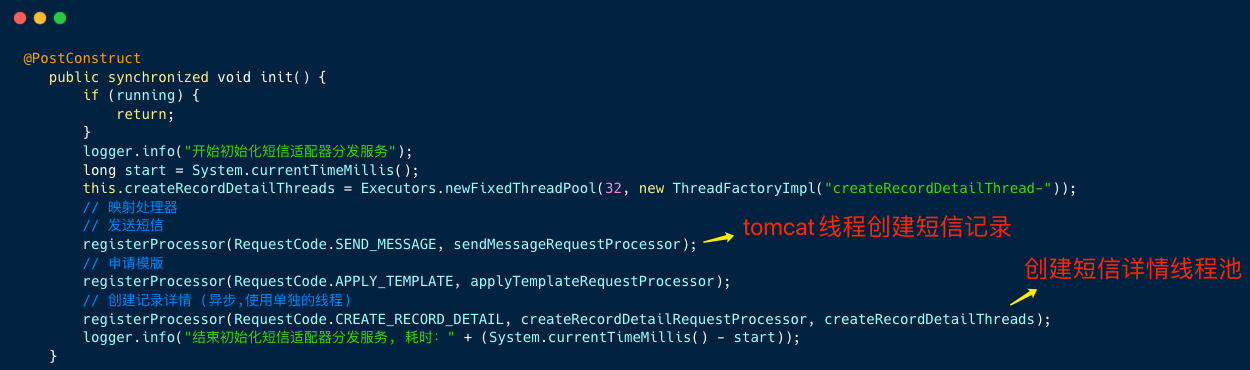 @PostConstruct
public synchronized void init() {
if (running) {
return;
}
logger.info("开始初始化短信适配器分发服务");
long start = System.currentTimeMillis();
this.createRecordDetailThreads = Executors.newFixedThreadPool(32, new ThreadFactoryImpl("createRecordDetailThread-"));
// 映射处理器
// 发送短信
registerProcessor(RequestCode.SEND_MESSAGE, sendMessageRequestProcessor);
tomcat线程创建短信记录
// 申请模版
registerProcessor(RequestCode.APPLY_TEMPLATE, applyTemplateRequestProcessor);
创建短信详情线程池
// 创建记录详情 (异步,使用单独的线程)
registerProcessor(RequestCode.CREATE_RECORD_DETAIL, createRecordDetailRequestProcessor, createRecordDetailThreads);
logger.info("结束初始化短信适配器分发服务, 耗时：" + (System.currentTimeMillis() - start));
}